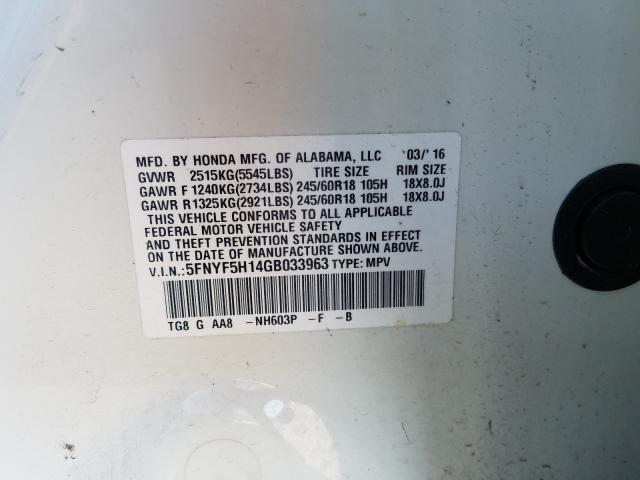 MFD. BY HONDA MFG. OF ALABAMA, LLC '03/'16
GVWR 2515KG(5545LBS) TIRE SIZE RIM SIZE
GAWR F 1240KG(2734LBS) 245/60R18 105H 18X8.0J
GAWR R1325KG(2921LBS) 245/60R18 105H 18X8.0J
THIS VEHICLE CONFORMS TO ALL APPLICABLE
FEDERAL MOTOR VEHICLE SAFETY
AND THEFT PREVENTION STANDARDS IN EFFECT
ON THE DATE OF MANUFACTURE SHOWN ABOVE.
V.I.N.:5FNYF5H14GB033963 TYPE: MPV
TG8 G AA8 -NH603P -F -B